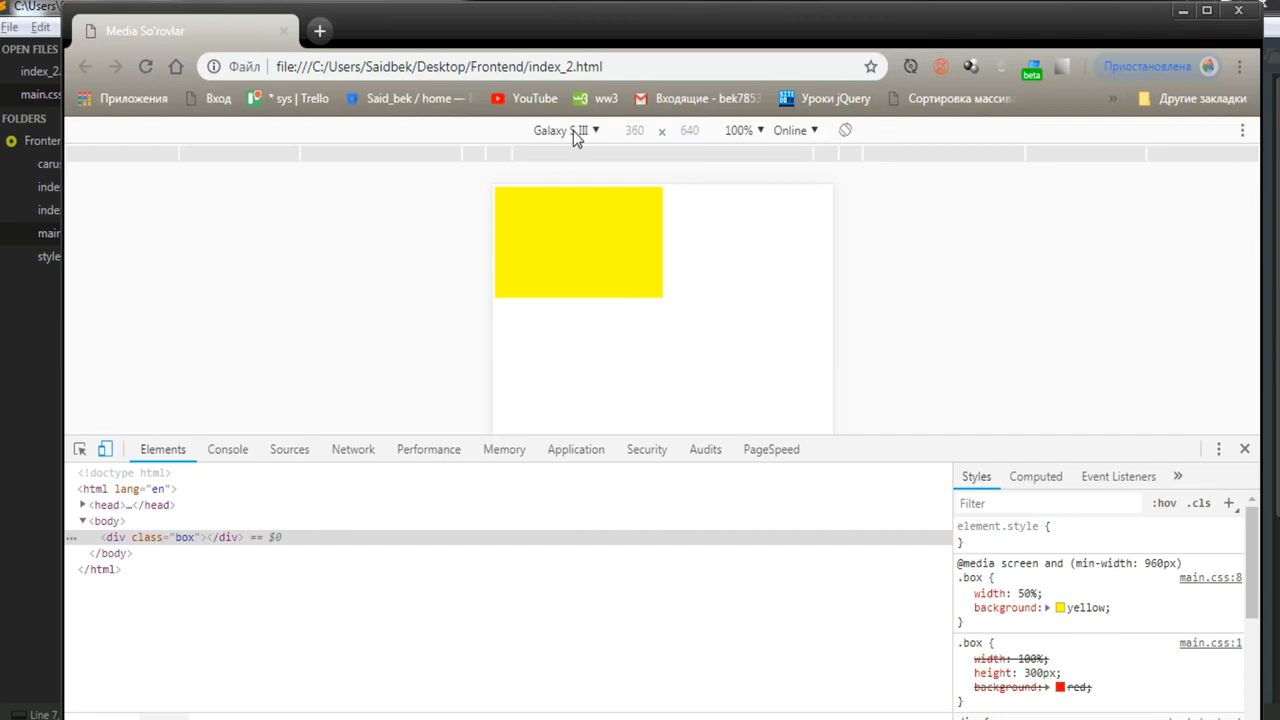 C:\Users\
Media So'rovlar
File Edit
Файл file:///C:/Users/Saidbek/Desktop/Frontend/index_2.html
beta
Приостановлена
OPEN FILES
index_2.
main.css
FOLDERS
Fronten
carus
inde
inde
main
style
Приложения Вход * sys | Trello Said_bek / home — YouTube ww3 Входящие - bek7853 Уроки jQuery Сортировка массив » Другие закладки
Galaxy S III ▼ 360 x 640 100% ▼ Online ▼
Elements Console Sources Network Performance Memory Application Security Audits PageSpeed
<!doctype html>
<html lang="en">
▶<head>…</head>
▼<body>
... <div class="box"></div> == $0
</body>
</html>
Styles Computed Event Listeners »
Filter :hov .cls +
element.style {
}
@media screen and (min-width: 960px)
.box { main.css:8
width: 50%;
background:▶ yellow;
}
.box { main.css:1
width: 100%;
height: 300px;
background:▶ red;
}
Line 7,